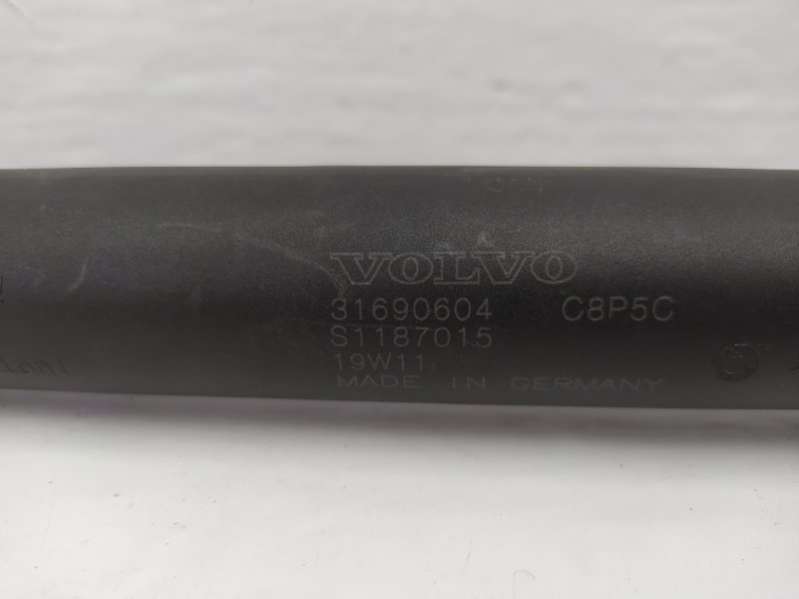 VOLVO
31690604 C8P5C
S1187015
19W11
MADE IN GERMANY